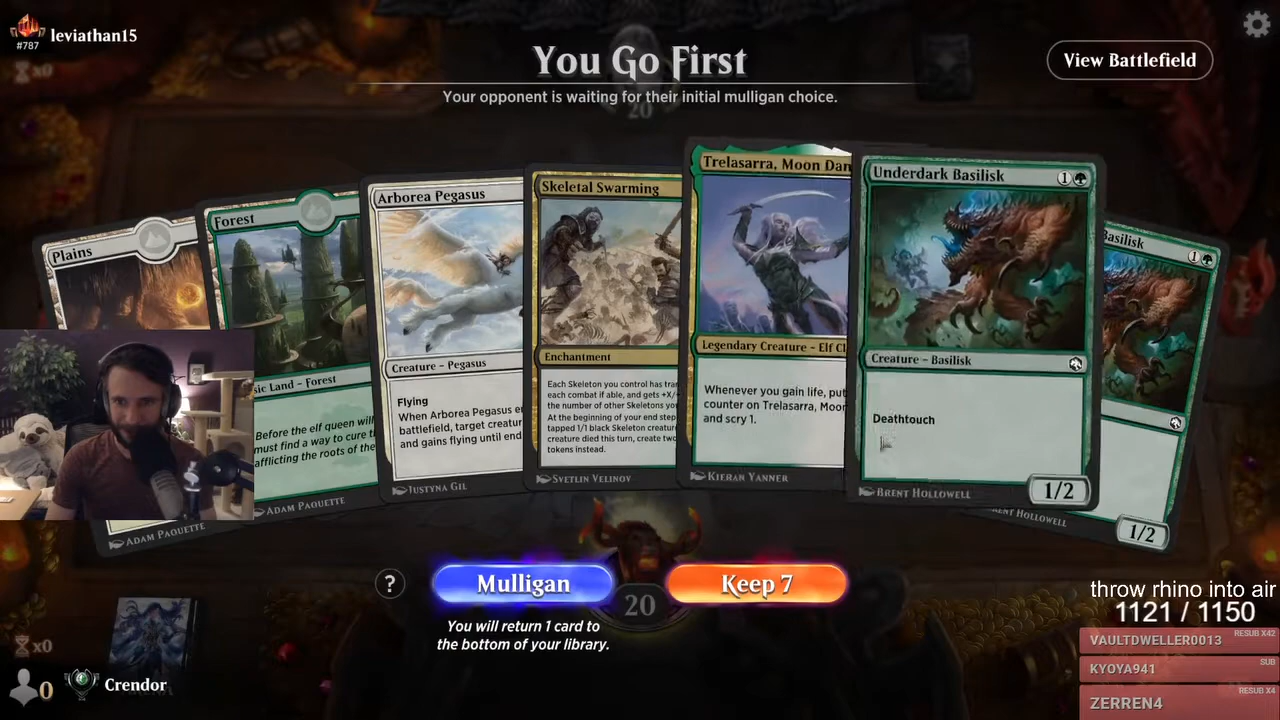 #787
leviathan15
x0
You Go First
Your opponent is waiting for their initial mulligan choice.
20
View Battlefield
Plains
ADAM PAQUETTE
Forest
sic Land – Forest
Before the elf queen will
must find a way to cure t
afflicting the roots of the
ADAM PAQUETTE
Arborea Pegasus
Creature – Pegasus
Flying
When Arborea Pegasus e
battlefield, target creatur
and gains flying until end
JUSTYNA GIL
Skeletal Swarming
Enchantment
Each Skeleton you control has tra
each combat if able, and gets +X/
the number of other Skeletons yo
At the beginning of your end step
tapped 1/1 black Skeleton creatur
creature died this turn, create two
tokens instead.
SVETLIN VELINOV
Trelasarra, Moon Dan
Legendary Creature – Elf Cl
Whenever you gain life, put
counter on Trelasarra, Moon
and scry 1.
KIERAN YANNER
Underdark Basilisk
1
Creature – Basilisk
Deathtouch
BRENT HOLLOWELL
1/2
Basilisk
1
ENT HOLLOWELL
1/2
?
Mulligan
Keep 7
20
You will return 1 card to
the bottom of your library.
x0
0
Crendor
throw rhino into air
1121 / 1150
VAULTDWELLER0013
RESUB X42
KYOYA941
SUB
ZERREN4
RESUB X4